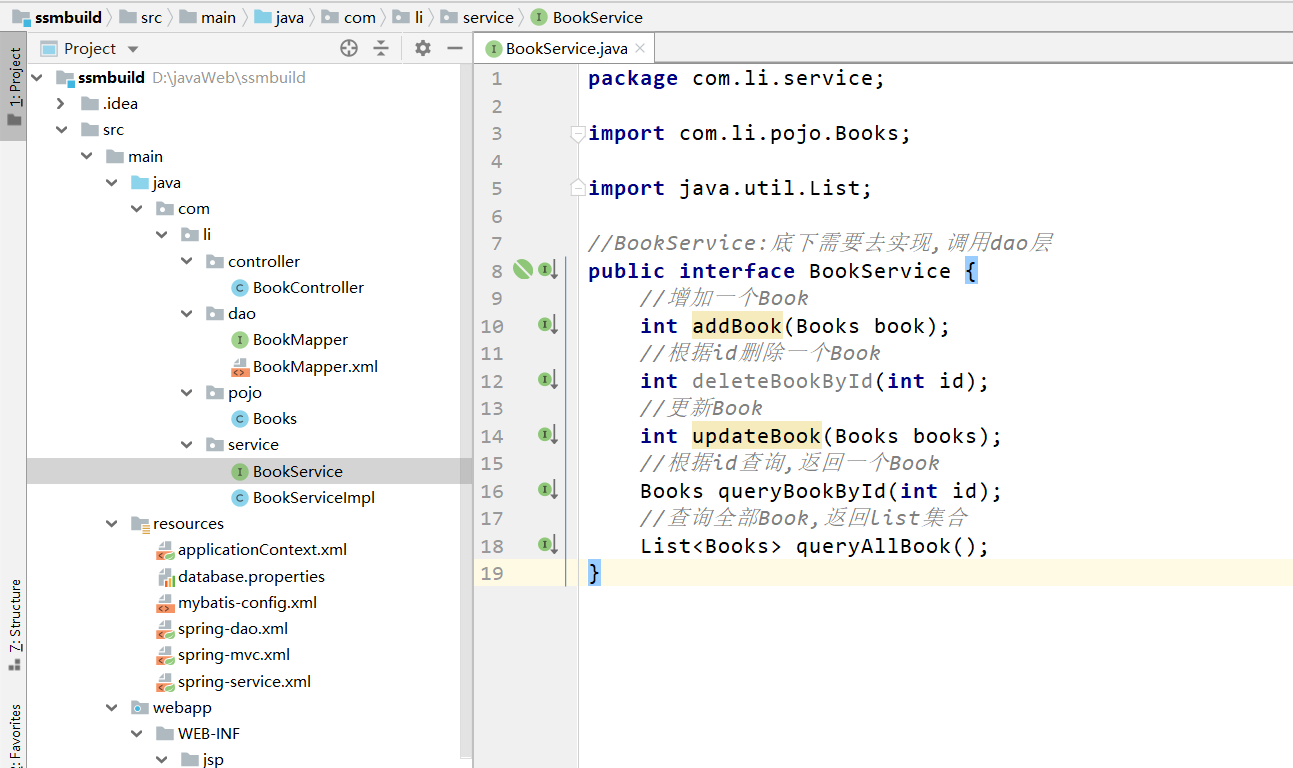 ssmbuild src main java com li service BookService
1: Project
Project
BookService.java
ssmbuild D:\javaWeb\ssmbuild
.idea
src
main
java
com
li
controller
BookController
dao
BookMapper
BookMapper.xml
pojo
Books
service
BookService
BookServiceImpl
resources
applicationContext.xml
database.properties
mybatis-config.xml
spring-dao.xml
spring-mvc.xml
spring-service.xml
webapp
WEB-INF
jsp
7: Structure
Favorites
1 package com.li.service;
2
3 import com.li.pojo.Books;
4
5 import java.util.List;
6
7 //BookService:底下需要去实现,调用dao层
8 public interface BookService {
9 //增加一个Book
10 int addBook(Books book);
11 //根据id删除一个Book
12 int deleteBookById(int id);
13 //更新Book
14 int updateBook(Books books);
15 //根据id查询,返回一个Book
16 Books queryBookById(int id);
17 //查询全部Book,返回list集合
18 List<Books> queryAllBook();
19 }